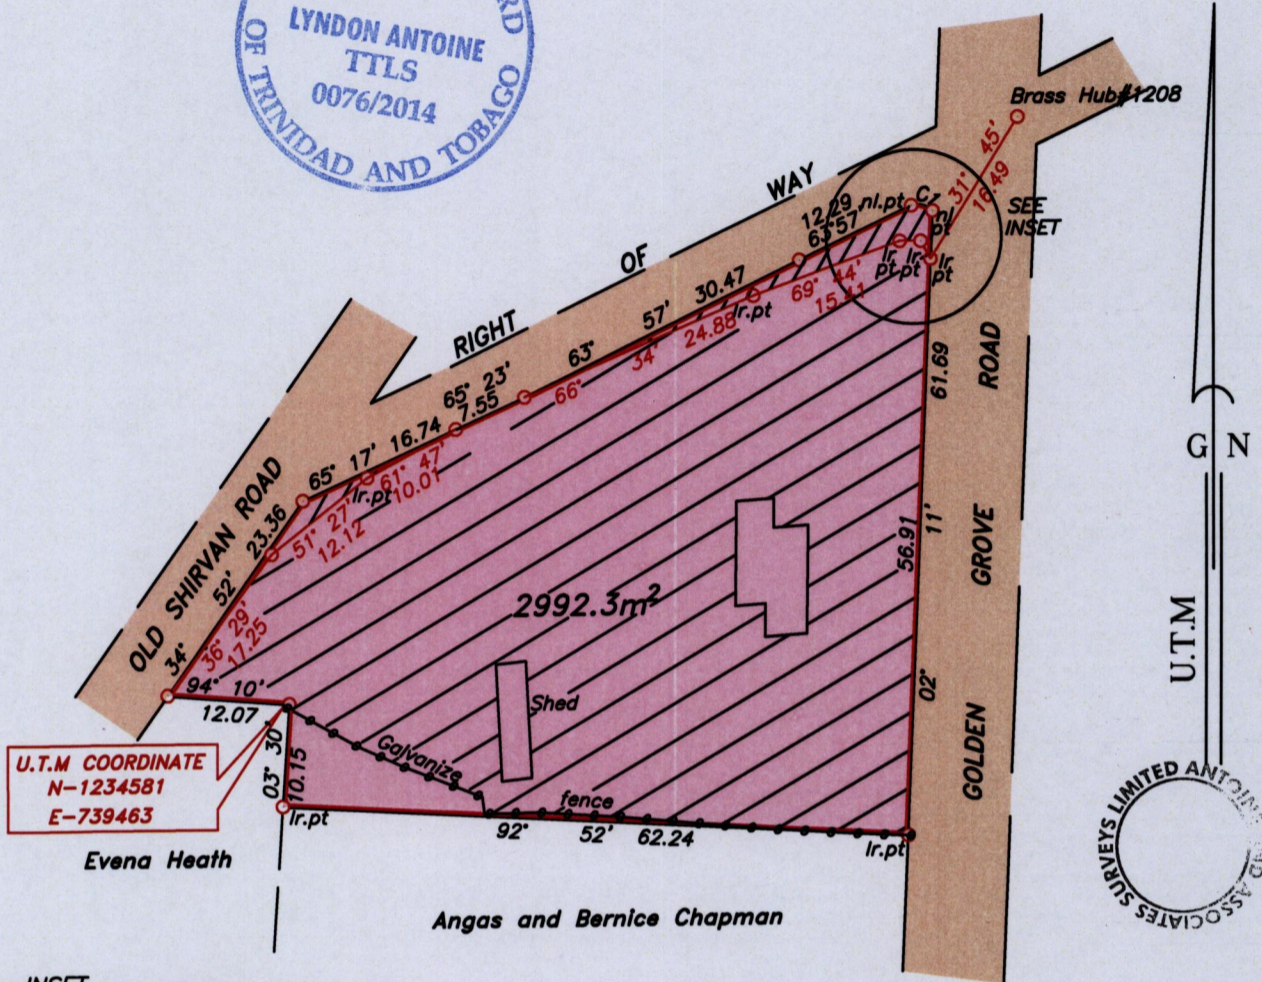 LYNDON ANTOINE
TTLS
0076/2014
OF TRINIDAD AND TOBAGO
Brass Hub#1208
45'
31°
16.49
SEE
INSET
RIGHT OF WAY
12.29
nl.pt
C1
nl
pt
63°57'
Ir
pt
Ir
pt
Ir
pt
30.47
57'
63°
69° 44'
15.41
Ir.pt
24.88
34'
66°
65° 23'
7.55
16.74
17'
65°
61° 47'
10.01
Ir.pt
51° 27'
12.12
OLD SHIRVAN ROAD
23.36
52'
34°
36° 29'
17.25
94° 10'
12.07
03° 30'
10.15
U.T.M COORDINATE
N-1234581
E-739463
Ir.pt
Evena Heath
2992.3m²
Shed
Galvanize
fence
92° 52' 62.24
Ir.pt
Angas and Bernice Chapman
61.69
56.91
11'
02°
GOLDEN GROVE ROAD
G N
U.T.M
SURVEYS LIMITED
ASSOCIATES
INSET